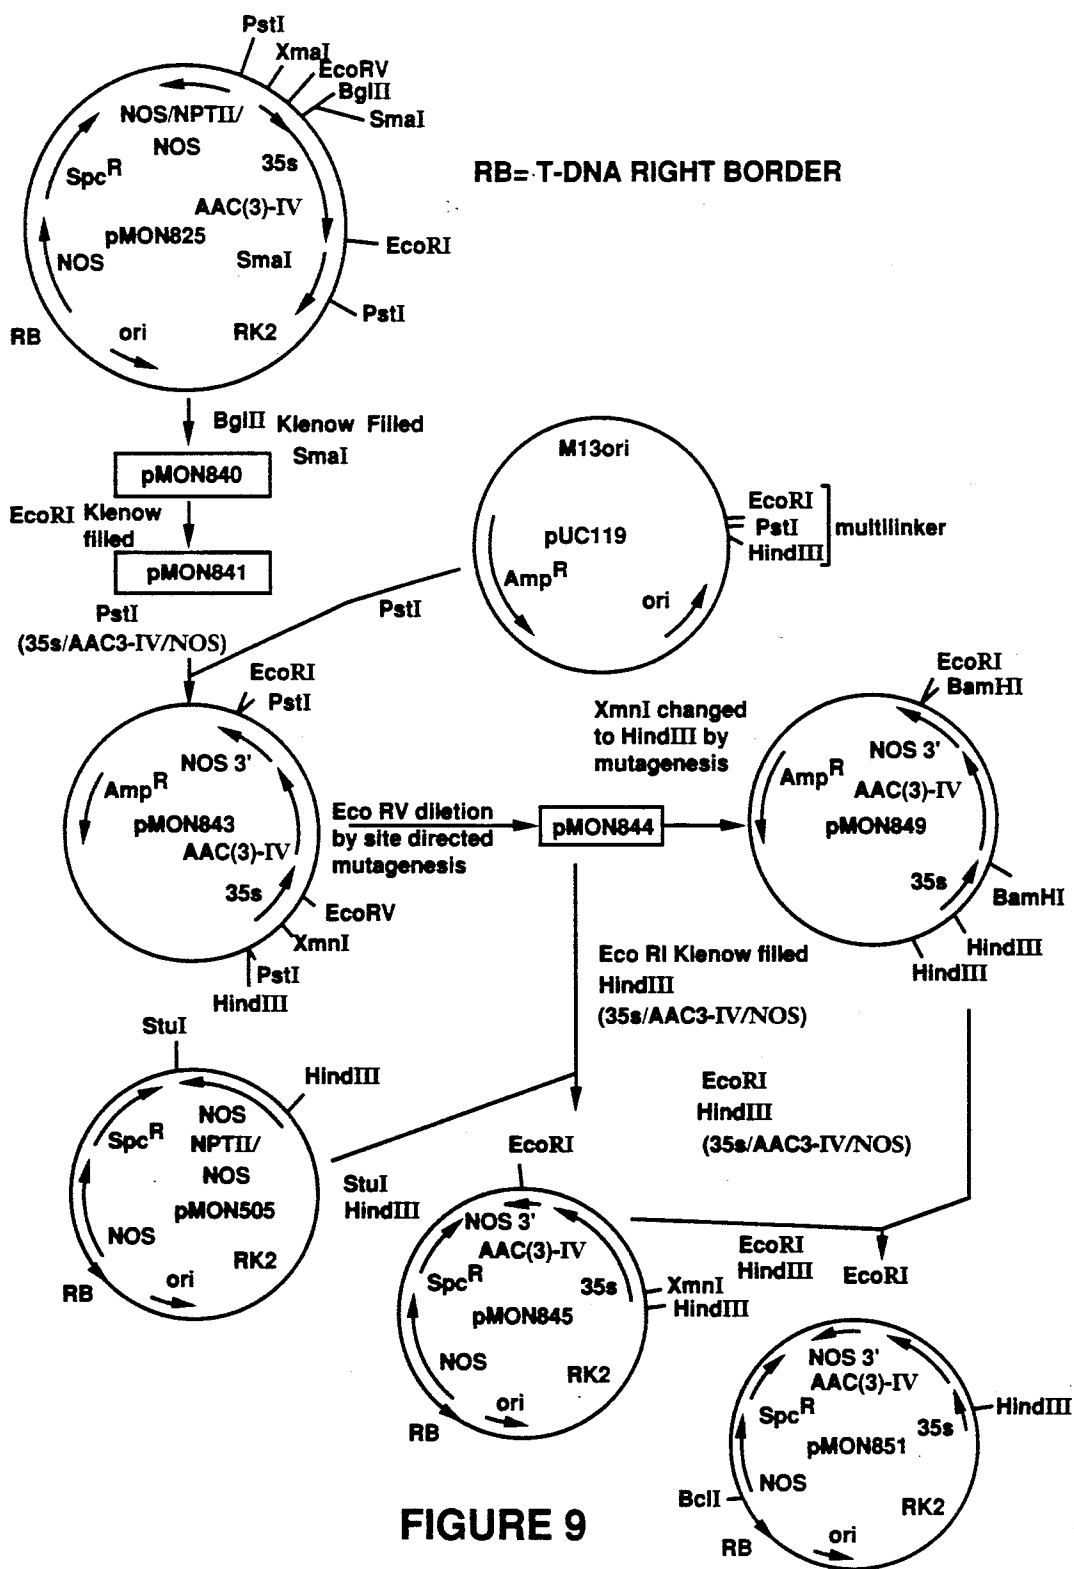 PstI
XmaI
EcoRV
BglII
SmaI
NOS/NPTII/
NOS
35s
Spc^R
AAC(3)-IV
pMON825
NOS
SmaI
EcoRI
PstI
RB
ori
RK2
RB= T-DNA RIGHT BORDER
BglII Klenow Filled
SmaI
pMON840
EcoRI Klenow
filled
pMON841
PstI
(35s/AAC3-IV/NOS)
M13ori
pUC119
Amp^R
ori
EcoRI
PstI
HindIII
multilinker
PstI
EcoRI
PstI
NOS 3'
Amp^R
pMON843
AAC(3)-IV
35s
EcoRV
XmnI
PstI
HindIII
Eco RV diletion
by site directed
mutagenesis
pMON844
XmnI changed
to HindIII by
mutagenesis
EcoRI
BamHI
NOS 3'
Amp^R
AAC(3)-IV
pMON849
35s
BamHI
HindIII
HindIII
Eco RI Klenow filled
HindIII
(35s/AAC3-IV/NOS)
StuI
HindIII
NOS
Spc^R
NPTII/
NOS
pMON505
NOS
RK2
RB
ori
StuI
HindIII
EcoRI
HindIII
(35s/AAC3-IV/NOS)
EcoRI
NOS 3'
AAC(3)-IV
Spc^R
35s
pMON845
XmnI
HindIII
NOS
RK2
ori
RB
EcoRI
HindIII
EcoRI
NOS 3'
AAC(3)-IV
Spc^R
35s
HindIII
pMON851
NOS
BclI
RK2
RB
ori
FIGURE 9